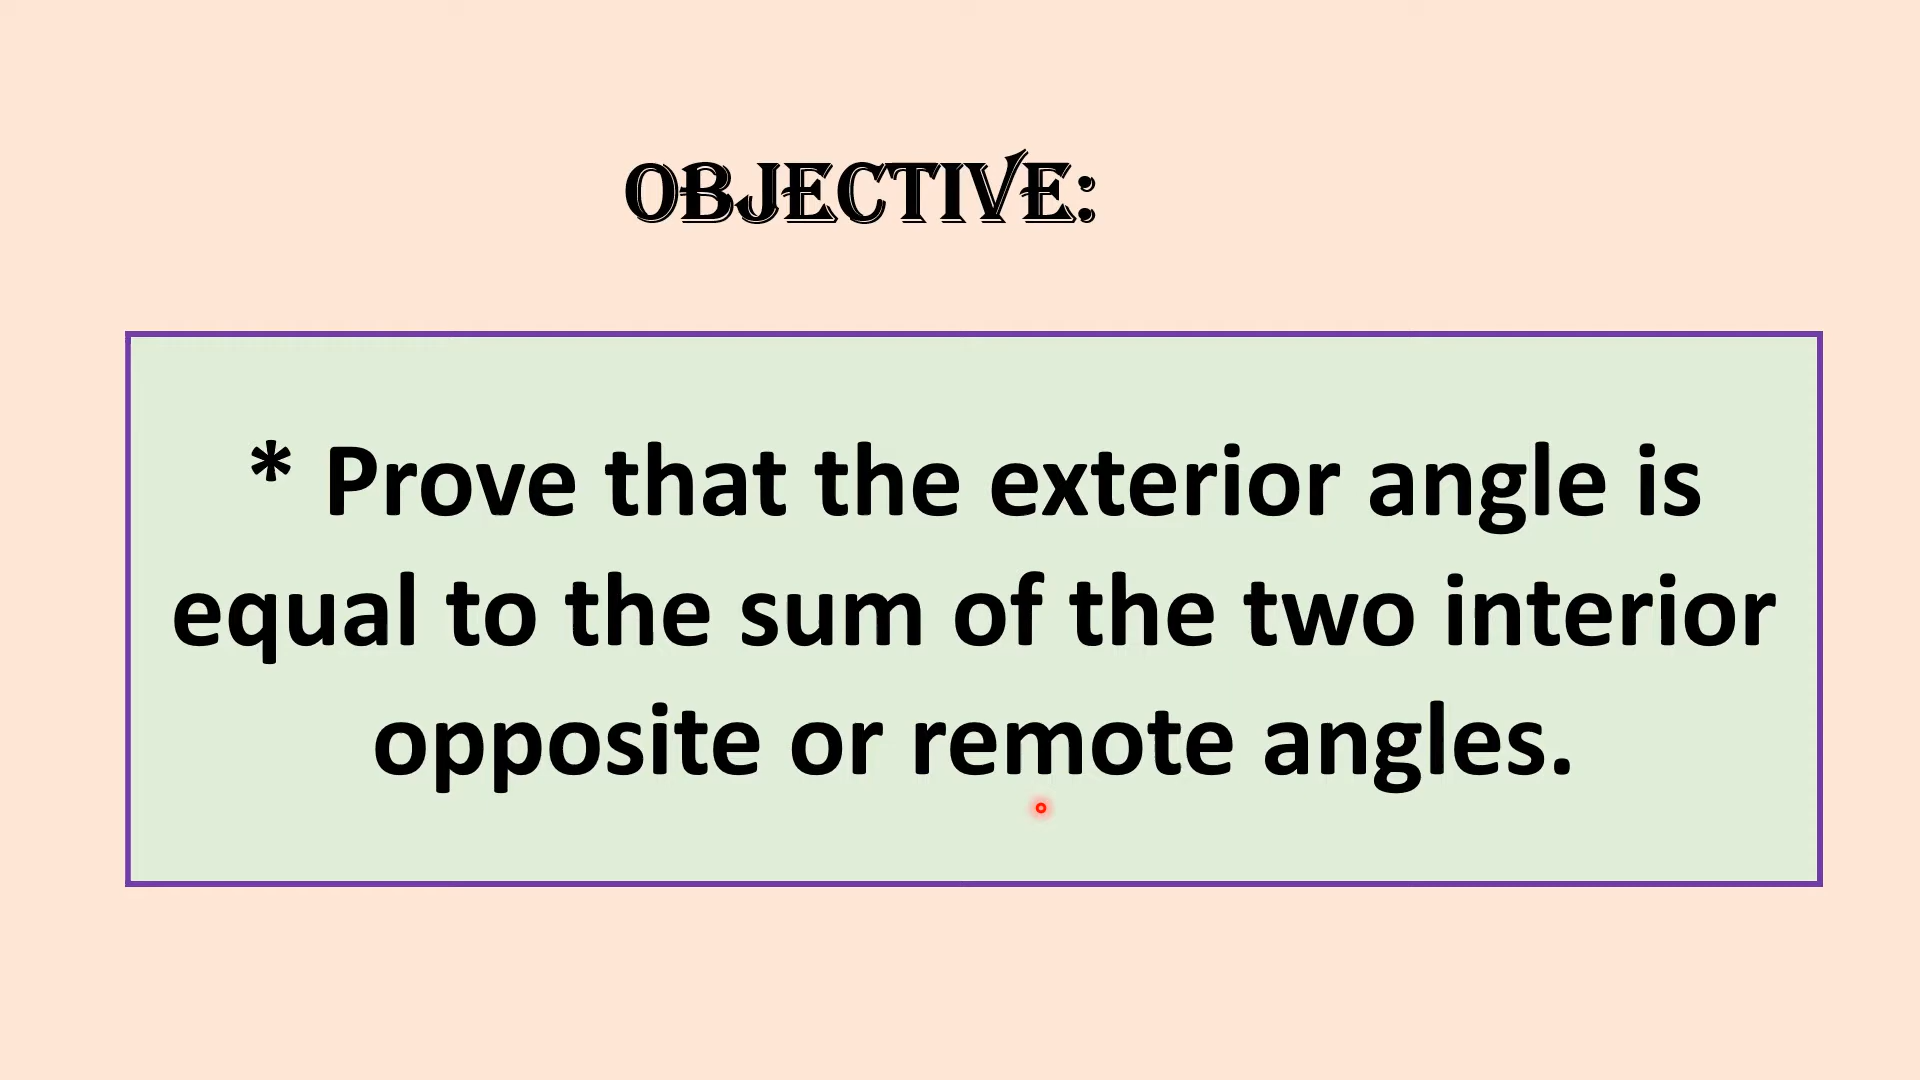 OBJECTIVE:
* Prove that the exterior angle is
equal to the sum of the two interior
opposite or remote angles.